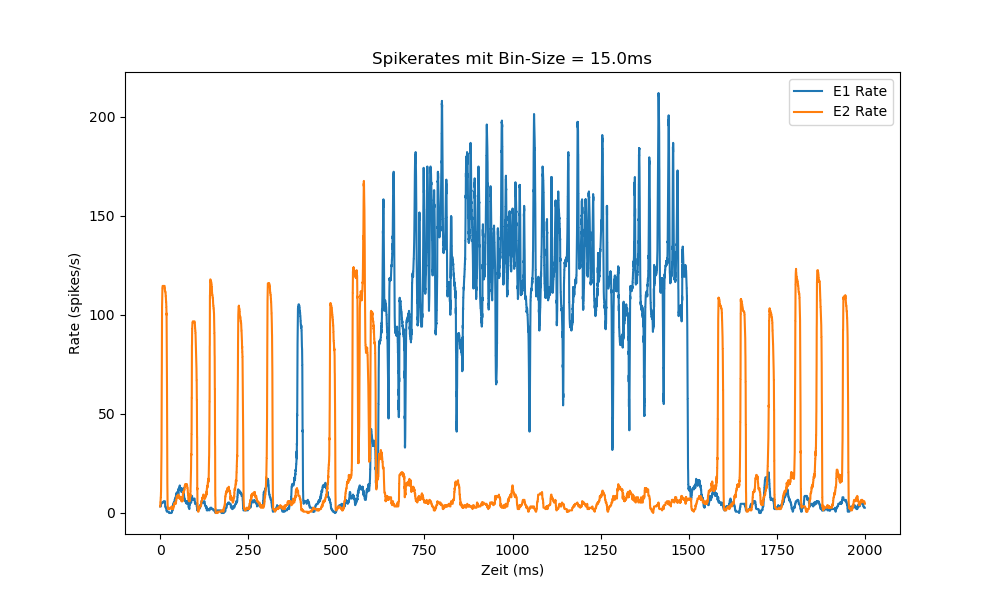 Spikerates mit Bin-Size = 15.0ms
E1 Rate
E2 Rate
Rate (spikes/s)
200
150
100
50
0
0 250 500 750 1000 1250 1500 1750 2000
Zeit (ms)